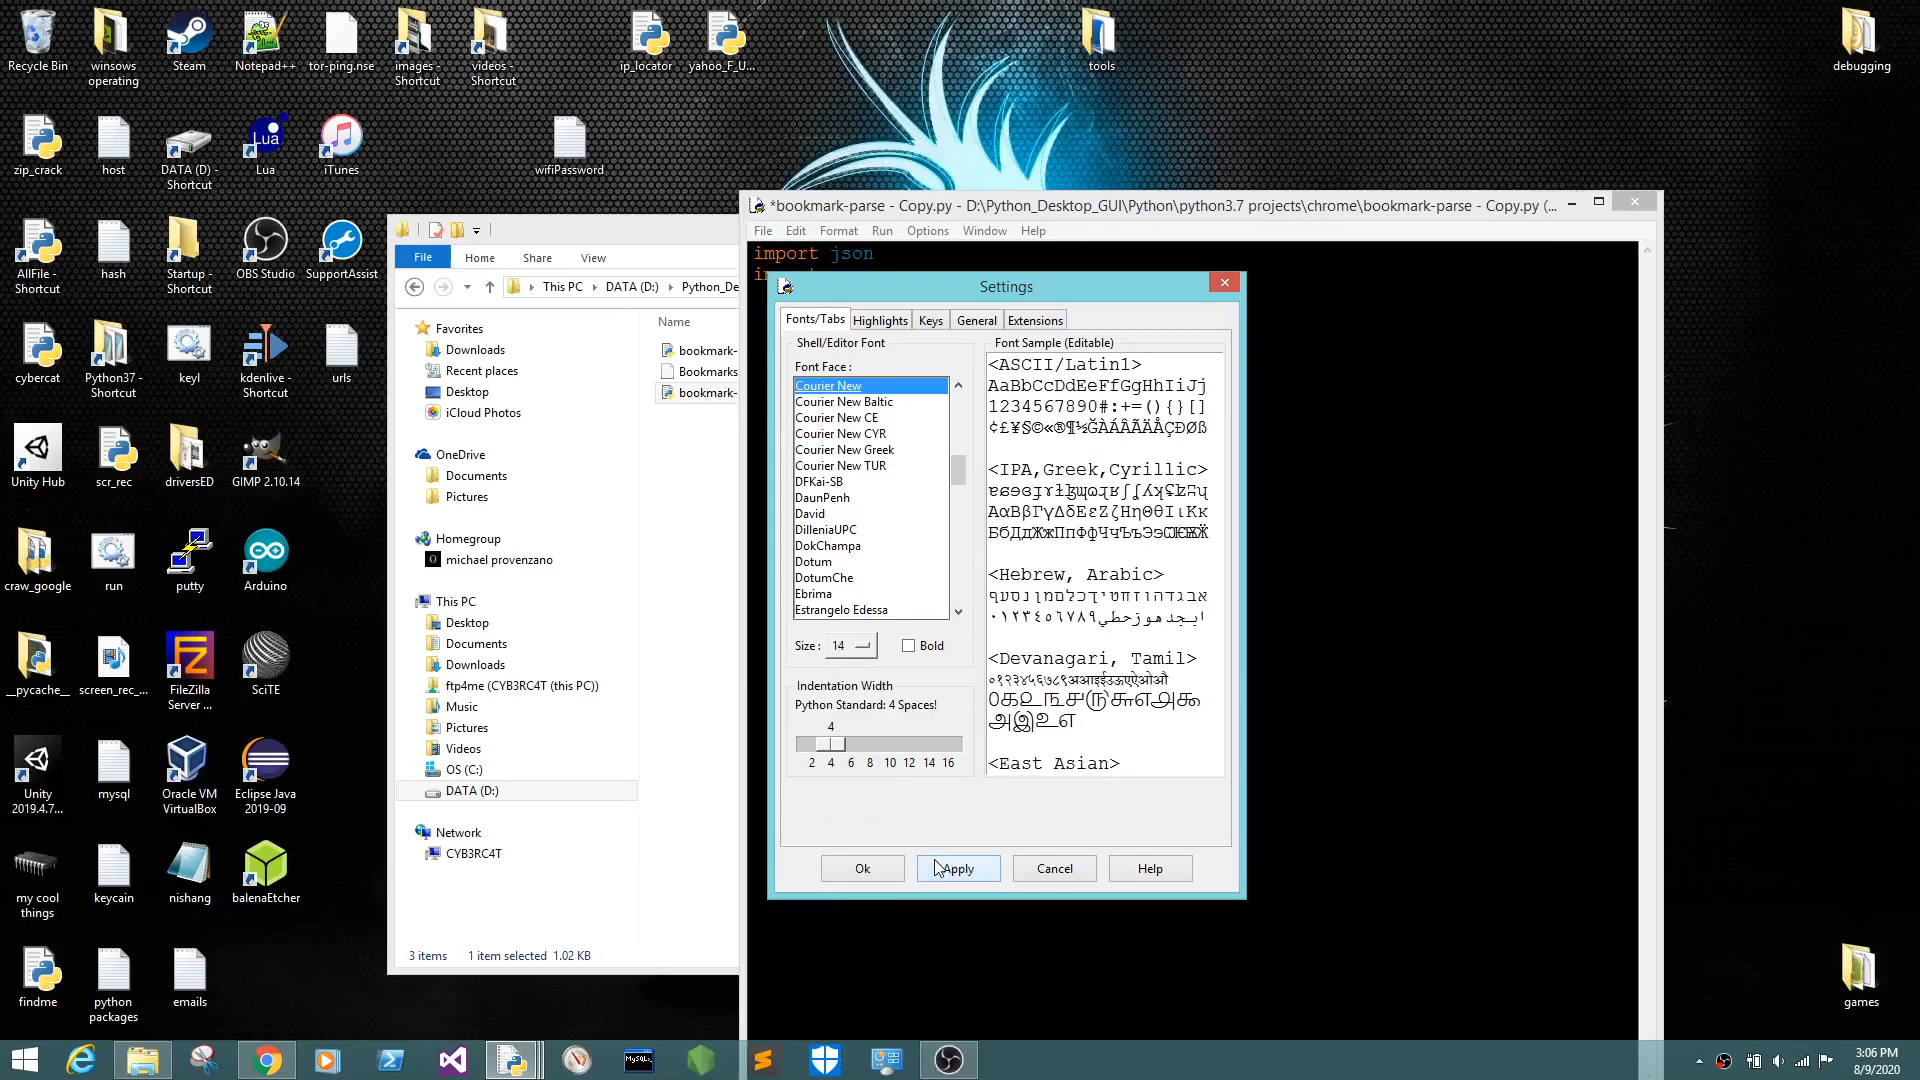 Recycle Bin
winsows operating
Steam
Notepad++
tor-ping.nse
images - Shortcut
videos - Shortcut
ip_locator
yahoo_F_U...
tools
debugging
zip_crack
host
DATA (D) - Shortcut
Lua
iTunes
wifiPassword
AllFile - Shortcut
hash
Startup - Shortcut
OBS Studio
SupportAssist
cybercat
Python37 - Shortcut
keyl
kdenlive - Shortcut
urls
Unity Hub
scr_rec
driversED
GIMP 2.10.14
craw_google
run
putty
Arduino
__pycache__
screen_rec_...
FileZilla Server ...
SciTE
Unity 2019.4.7...
mysql
Oracle VM VirtualBox
Eclipse Java 2019-09
my cool things
keycain
nishang
balenaEtcher
findme
python packages
emails
games
File
Home
Share
View
This PC
DATA (D:)
Python_De
Name
bookmark-
Bookmarks
bookmark-
Favorites
Downloads
Recent places
Desktop
iCloud Photos
OneDrive
Documents
Pictures
Homegroup
michael provenzano
This PC
Desktop
Documents
Downloads
ftp4me (CYB3RC4T (this PC))
Music
Pictures
Videos
OS (C:)
DATA (D:)
Network
CYB3RC4T
3 items
1 item selected 1.02 KB
*bookmark-parse - Copy.py - D:\Python_Desktop_GUI\Python\python3.7 projects\chrome\bookmark-parse - Copy.py (...
File Edit Format Run Options Window Help
import json
Settings
Fonts/Tabs
Highlights
Keys
General
Extensions
Shell/Editor Font
Font Face :
Courier New
Courier New Baltic
Courier New CE
Courier New CYR
Courier New Greek
Courier New TUR
DFKai-SB
DaunPenh
David
DilleniaUPC
DokChampa
Dotum
DotumChe
Ebrima
Estrangelo Edessa
Size :
14
Bold
Indentation Width
Python Standard: 4 Spaces!
4
2 4 6 8 10 12 14 16
Font Sample (Editable)
<ASCII/Latin1>
AaBbCcDdEeFfGgHhIiJj
1234567890#:+=(){}[]
¢£¥§©«®¶½ĞÀÁÂÃÄÅÇÐØß
<IPA,Greek,Cyrillic>
ΑαΒβΓγΔδΕεΖζΗηΘθΙιΚκ
<Hebrew, Arabic>
אבגדהוזחטיךכלםמןנסעף
٠١٢٣٤٥٦٧٨٩ابجدهوزحطي
<Devanagari, Tamil>
०१२३४५६७८९अआइईउऊएऐओऔ
<East Asian>
Ok
Apply
Cancel
Help
3:06 PM
8/9/2020